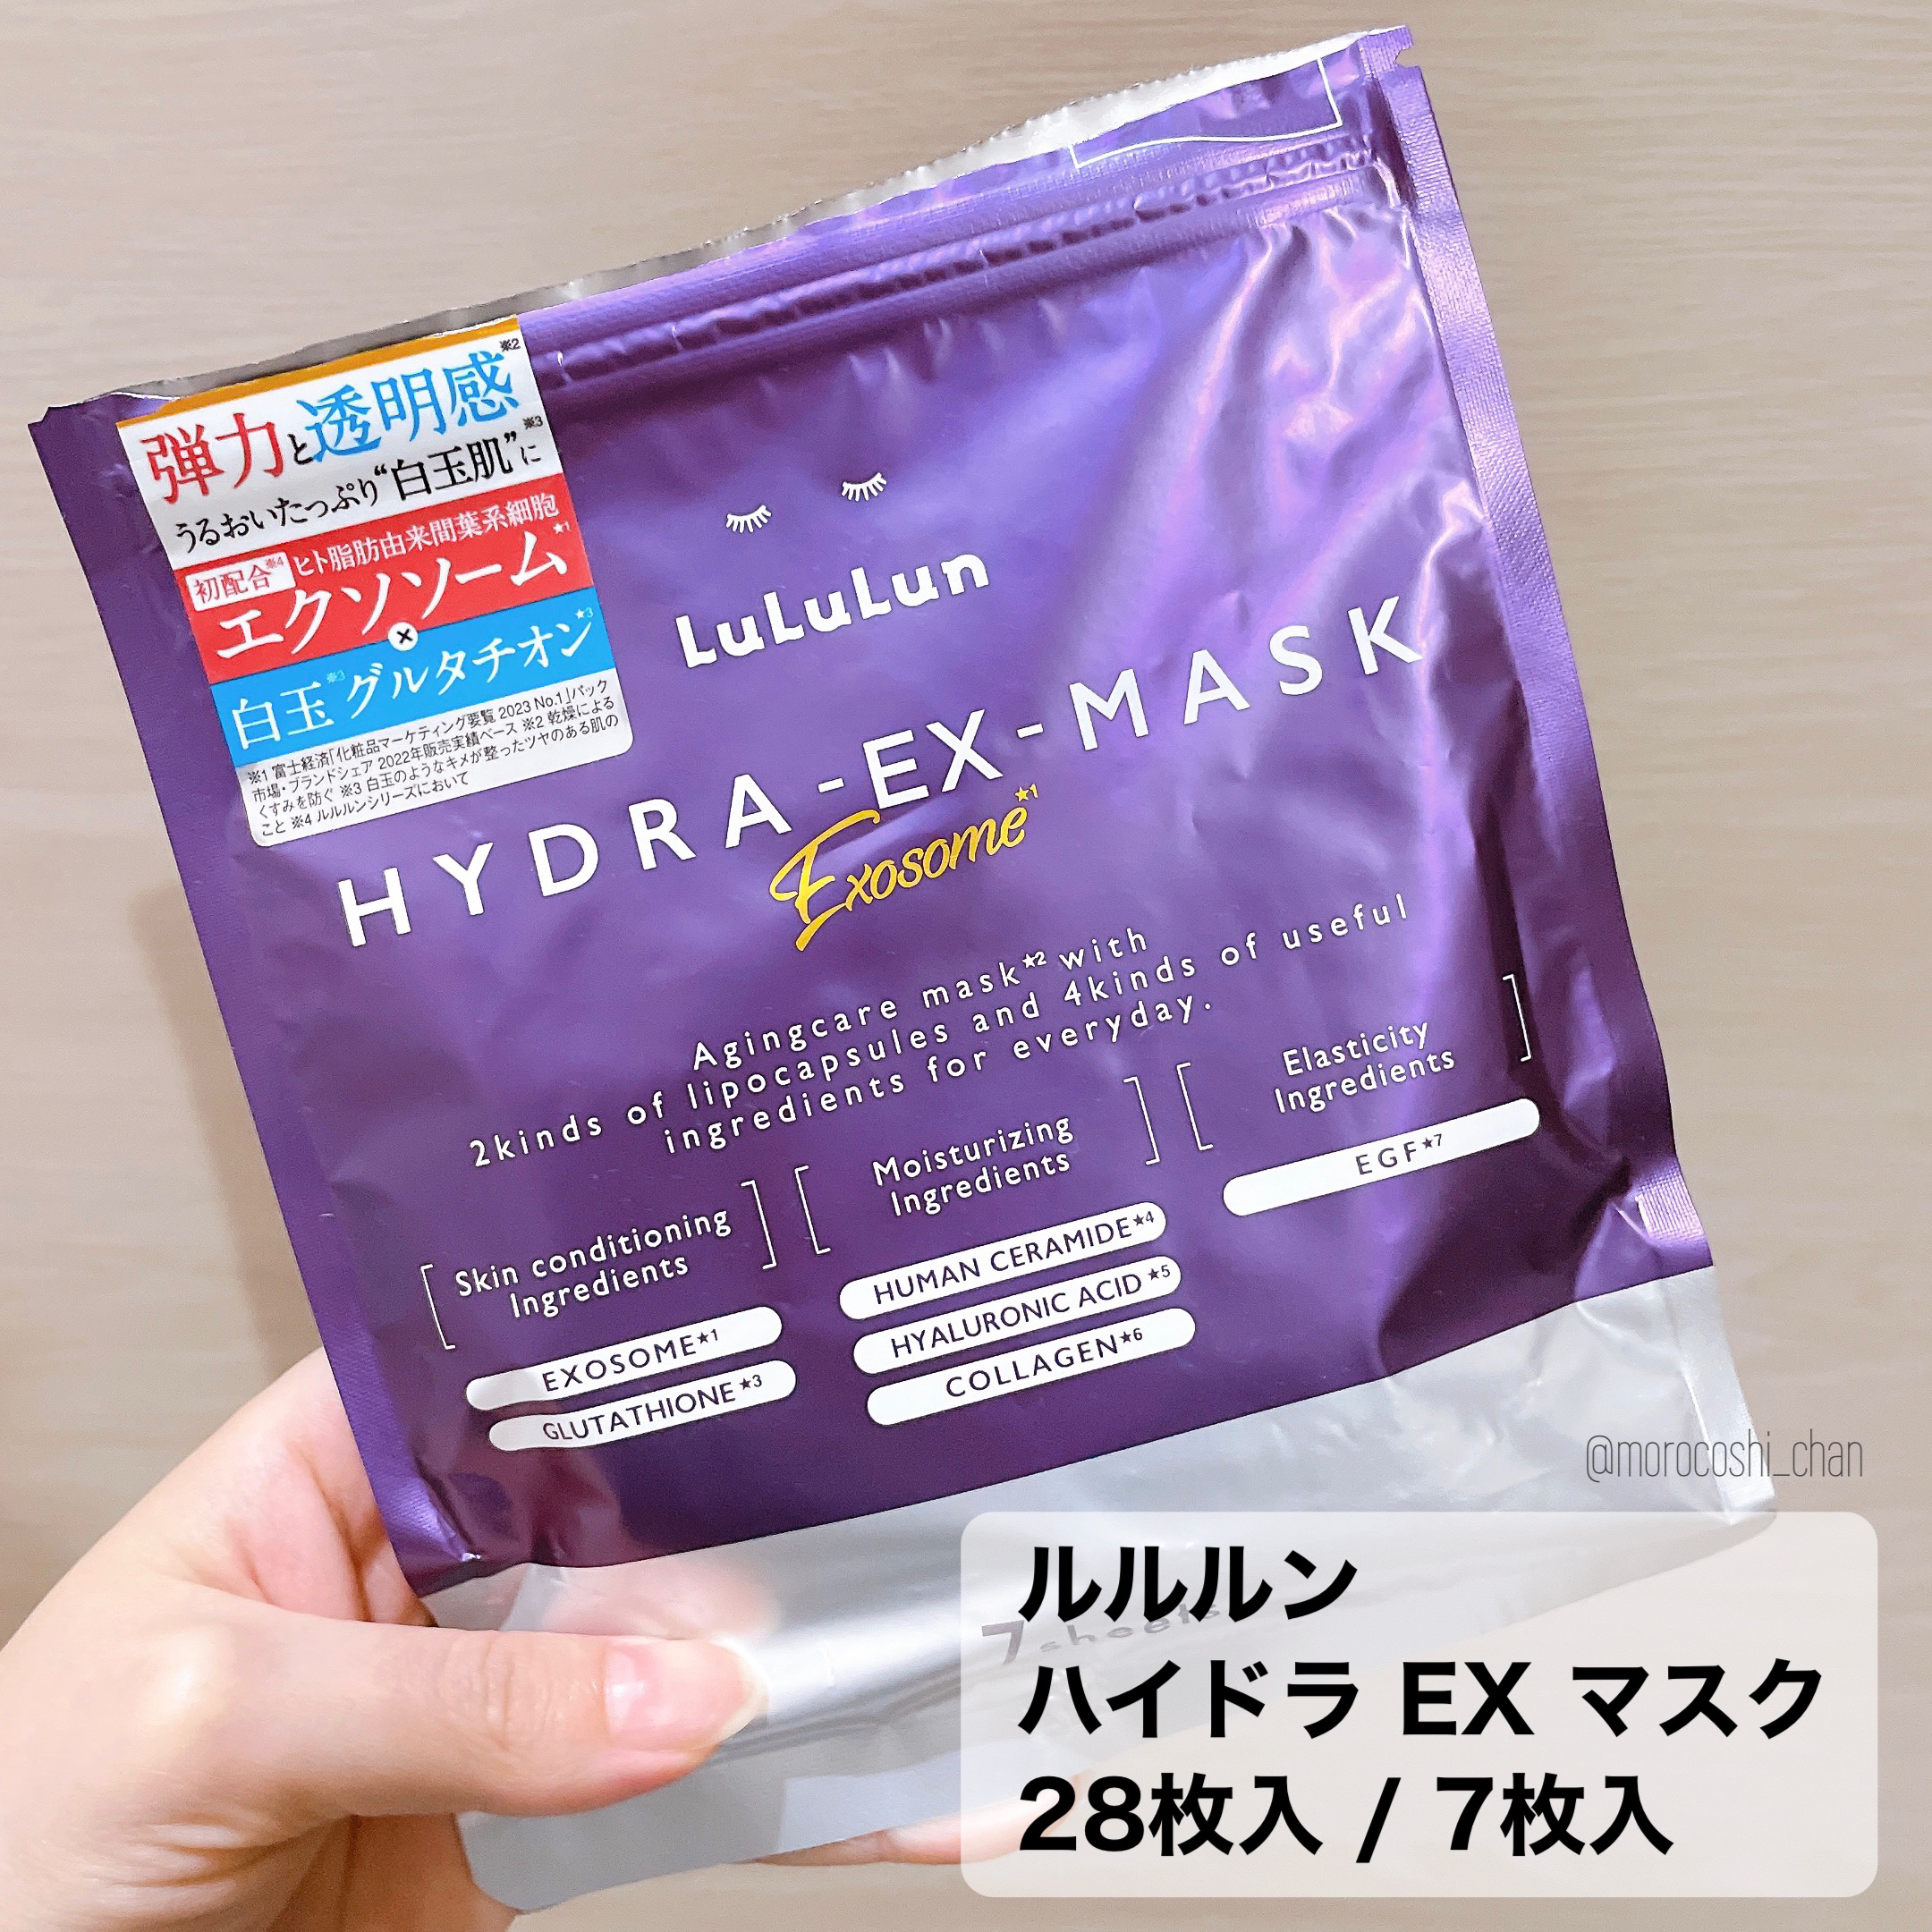 弾力と透明感※2
うるおいたっぷり“白玉肌”に※3
初配合※4 ヒト脂肪由来間葉系細胞
エクソソーム★1
×
白玉※3グルタチオン★3
※1 富士経済「化粧品マーケティング要覧 2023 No.1」パック
市場・ブランドシェア 2022年販売実績ベース ※2 乾燥による
くすみを防ぐ ※3 白玉のようなキメが整ったツヤのある肌の
こと ※4 ルルルンシリーズにおいて
LuLuLun
HYDRA-EX-MASK
Exosome★1
Agingcare mask★2 with
2kinds of lipocapsules and 4kinds of useful
ingredients for everyday.
Skin conditioning
Ingredients
EXOSOME★1
GLUTATHIONE★3
Moisturizing
Ingredients
HUMAN CERAMIDE★4
HYALURONIC ACID★5
COLLAGEN★6
Elasticity
Ingredients
EGF★7
7 sheets
@morocoshi_chan
ルルルン
ハイドラ EX マスク
28枚入 / 7枚入